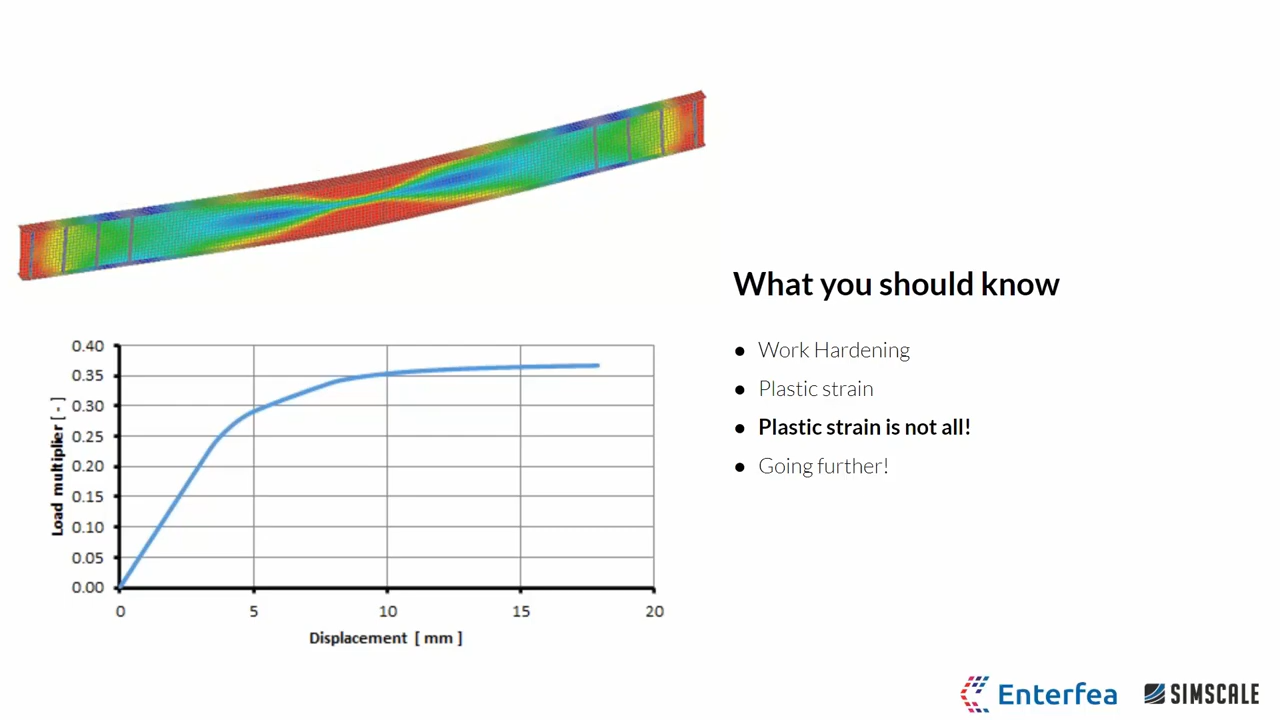 What you should know
● Work Hardening
● Plastic strain
● Plastic strain is not all!
● Going further!
Load multiplier [ - ]
0.40
0.35
0.30
0.25
0.20
0.15
0.10
0.05
0.00
0 5 10 15 20
Displacement [ mm ]
Enterfea
SIMSCALE